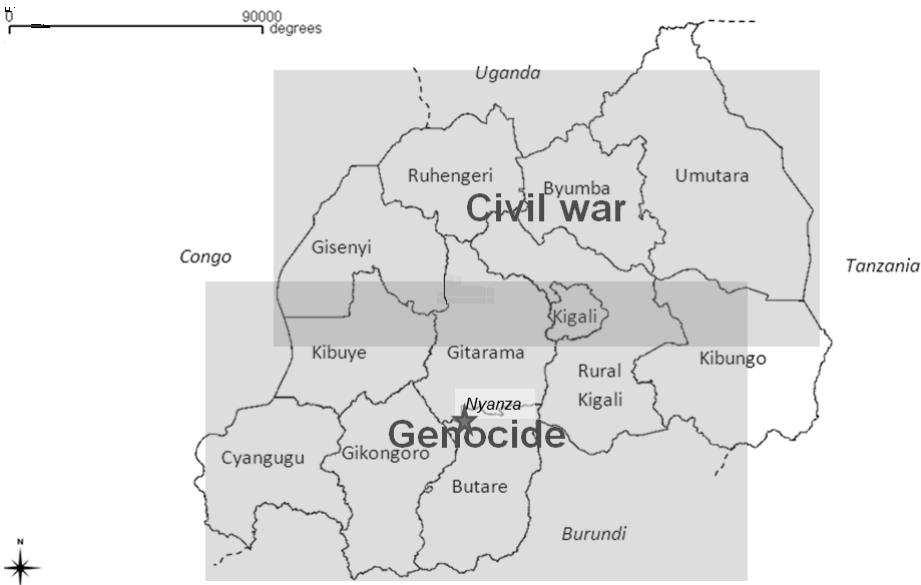 0 90000
degrees
Uganda
Ruhengeri
Byumba
Umutara
Civil war
Gisenyi
Congo
Tanzania
Kigali
Kibuye
Gitarama
Kibungo
Rural
Kigali
Nyanza
Genocide
Cyangugu
Gikongoro
Butare
Burundi
N